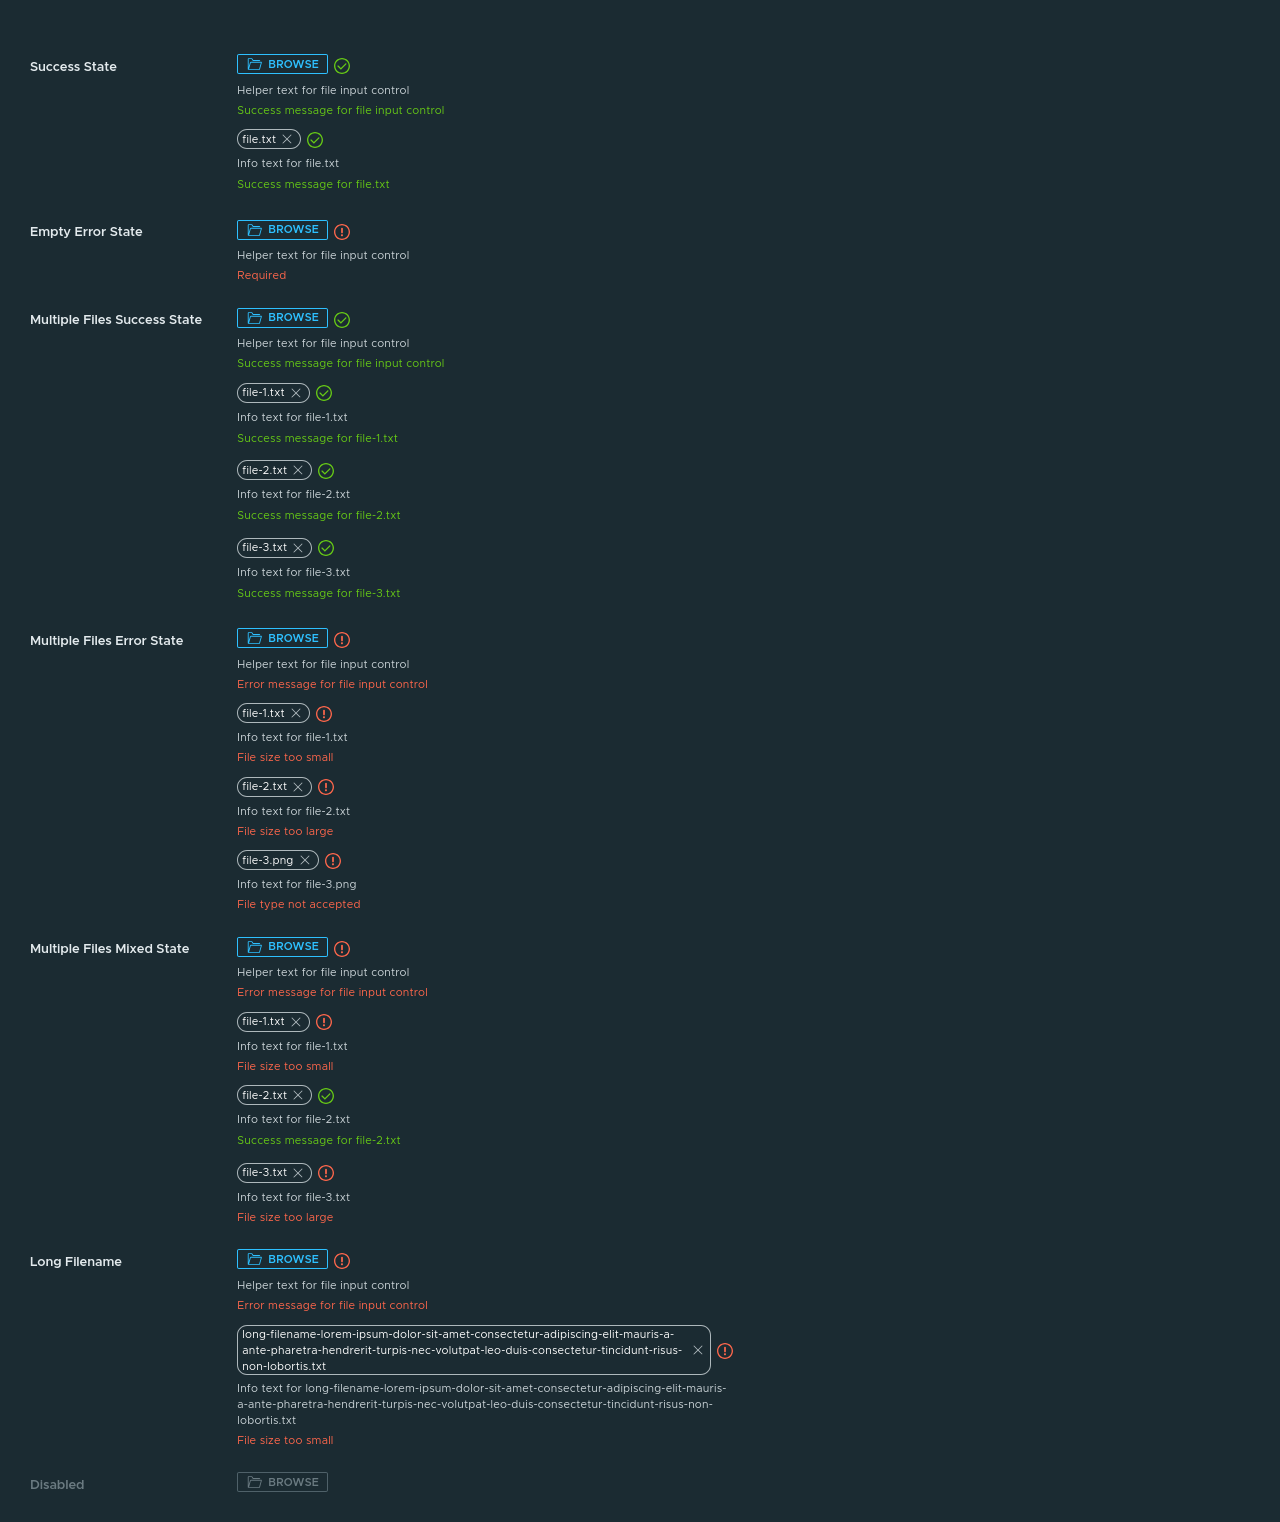 Success State
BROWSE
Helper text for file input control
Success message for file input control
file.txt
Info text for file.txt
Success message for file.txt
Empty Error State
BROWSE
Helper text for file input control
Required
Multiple Files Success State
BROWSE
Helper text for file input control
Success message for file input control
file-1.txt
Info text for file-1.txt
Success message for file-1.txt
file-2.txt
Info text for file-2.txt
Success message for file-2.txt
file-3.txt
Info text for file-3.txt
Success message for file-3.txt
Multiple Files Error State
BROWSE
Helper text for file input control
Error message for file input control
file-1.txt
Info text for file-1.txt
File size too small
file-2.txt
Info text for file-2.txt
File size too large
file-3.png
Info text for file-3.png
File type not accepted
Multiple Files Mixed State
BROWSE
Helper text for file input control
Error message for file input control
file-1.txt
Info text for file-1.txt
File size too small
file-2.txt
Info text for file-2.txt
Success message for file-2.txt
file-3.txt
Info text for file-3.txt
File size too large
Long Filename
BROWSE
Helper text for file input control
Error message for file input control
long-filename-lorem-ipsum-dolor-sit-amet-consectetur-adipiscing-elit-mauris-a-
ante-pharetra-hendrerit-turpis-nec-volutpat-leo-duis-consectetur-tincidunt-risus-
non-lobortis.txt
Info text for long-filename-lorem-ipsum-dolor-sit-amet-consectetur-adipiscing-elit-mauris-
a-ante-pharetra-hendrerit-turpis-nec-volutpat-leo-duis-consectetur-tincidunt-risus-non-
lobortis.txt
File size too small
Disabled
BROWSE